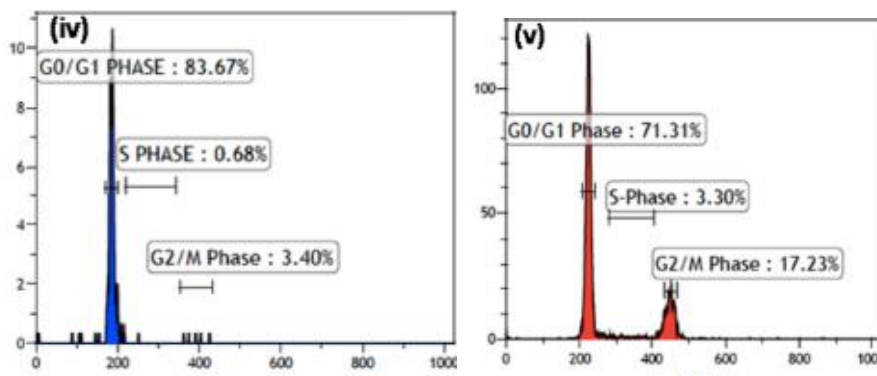 (iv)
10
8
6
4
2
0
G0/G1 PHASE : 83.67%
S PHASE : 0.68%
G2/M Phase : 3.40%
0 200 400 600 800 1000
(v)
100
50
0
G0/G1 Phase : 71.31%
S-Phase : 3.30%
G2/M Phase : 17.23%
0 200 400 600 800 1000